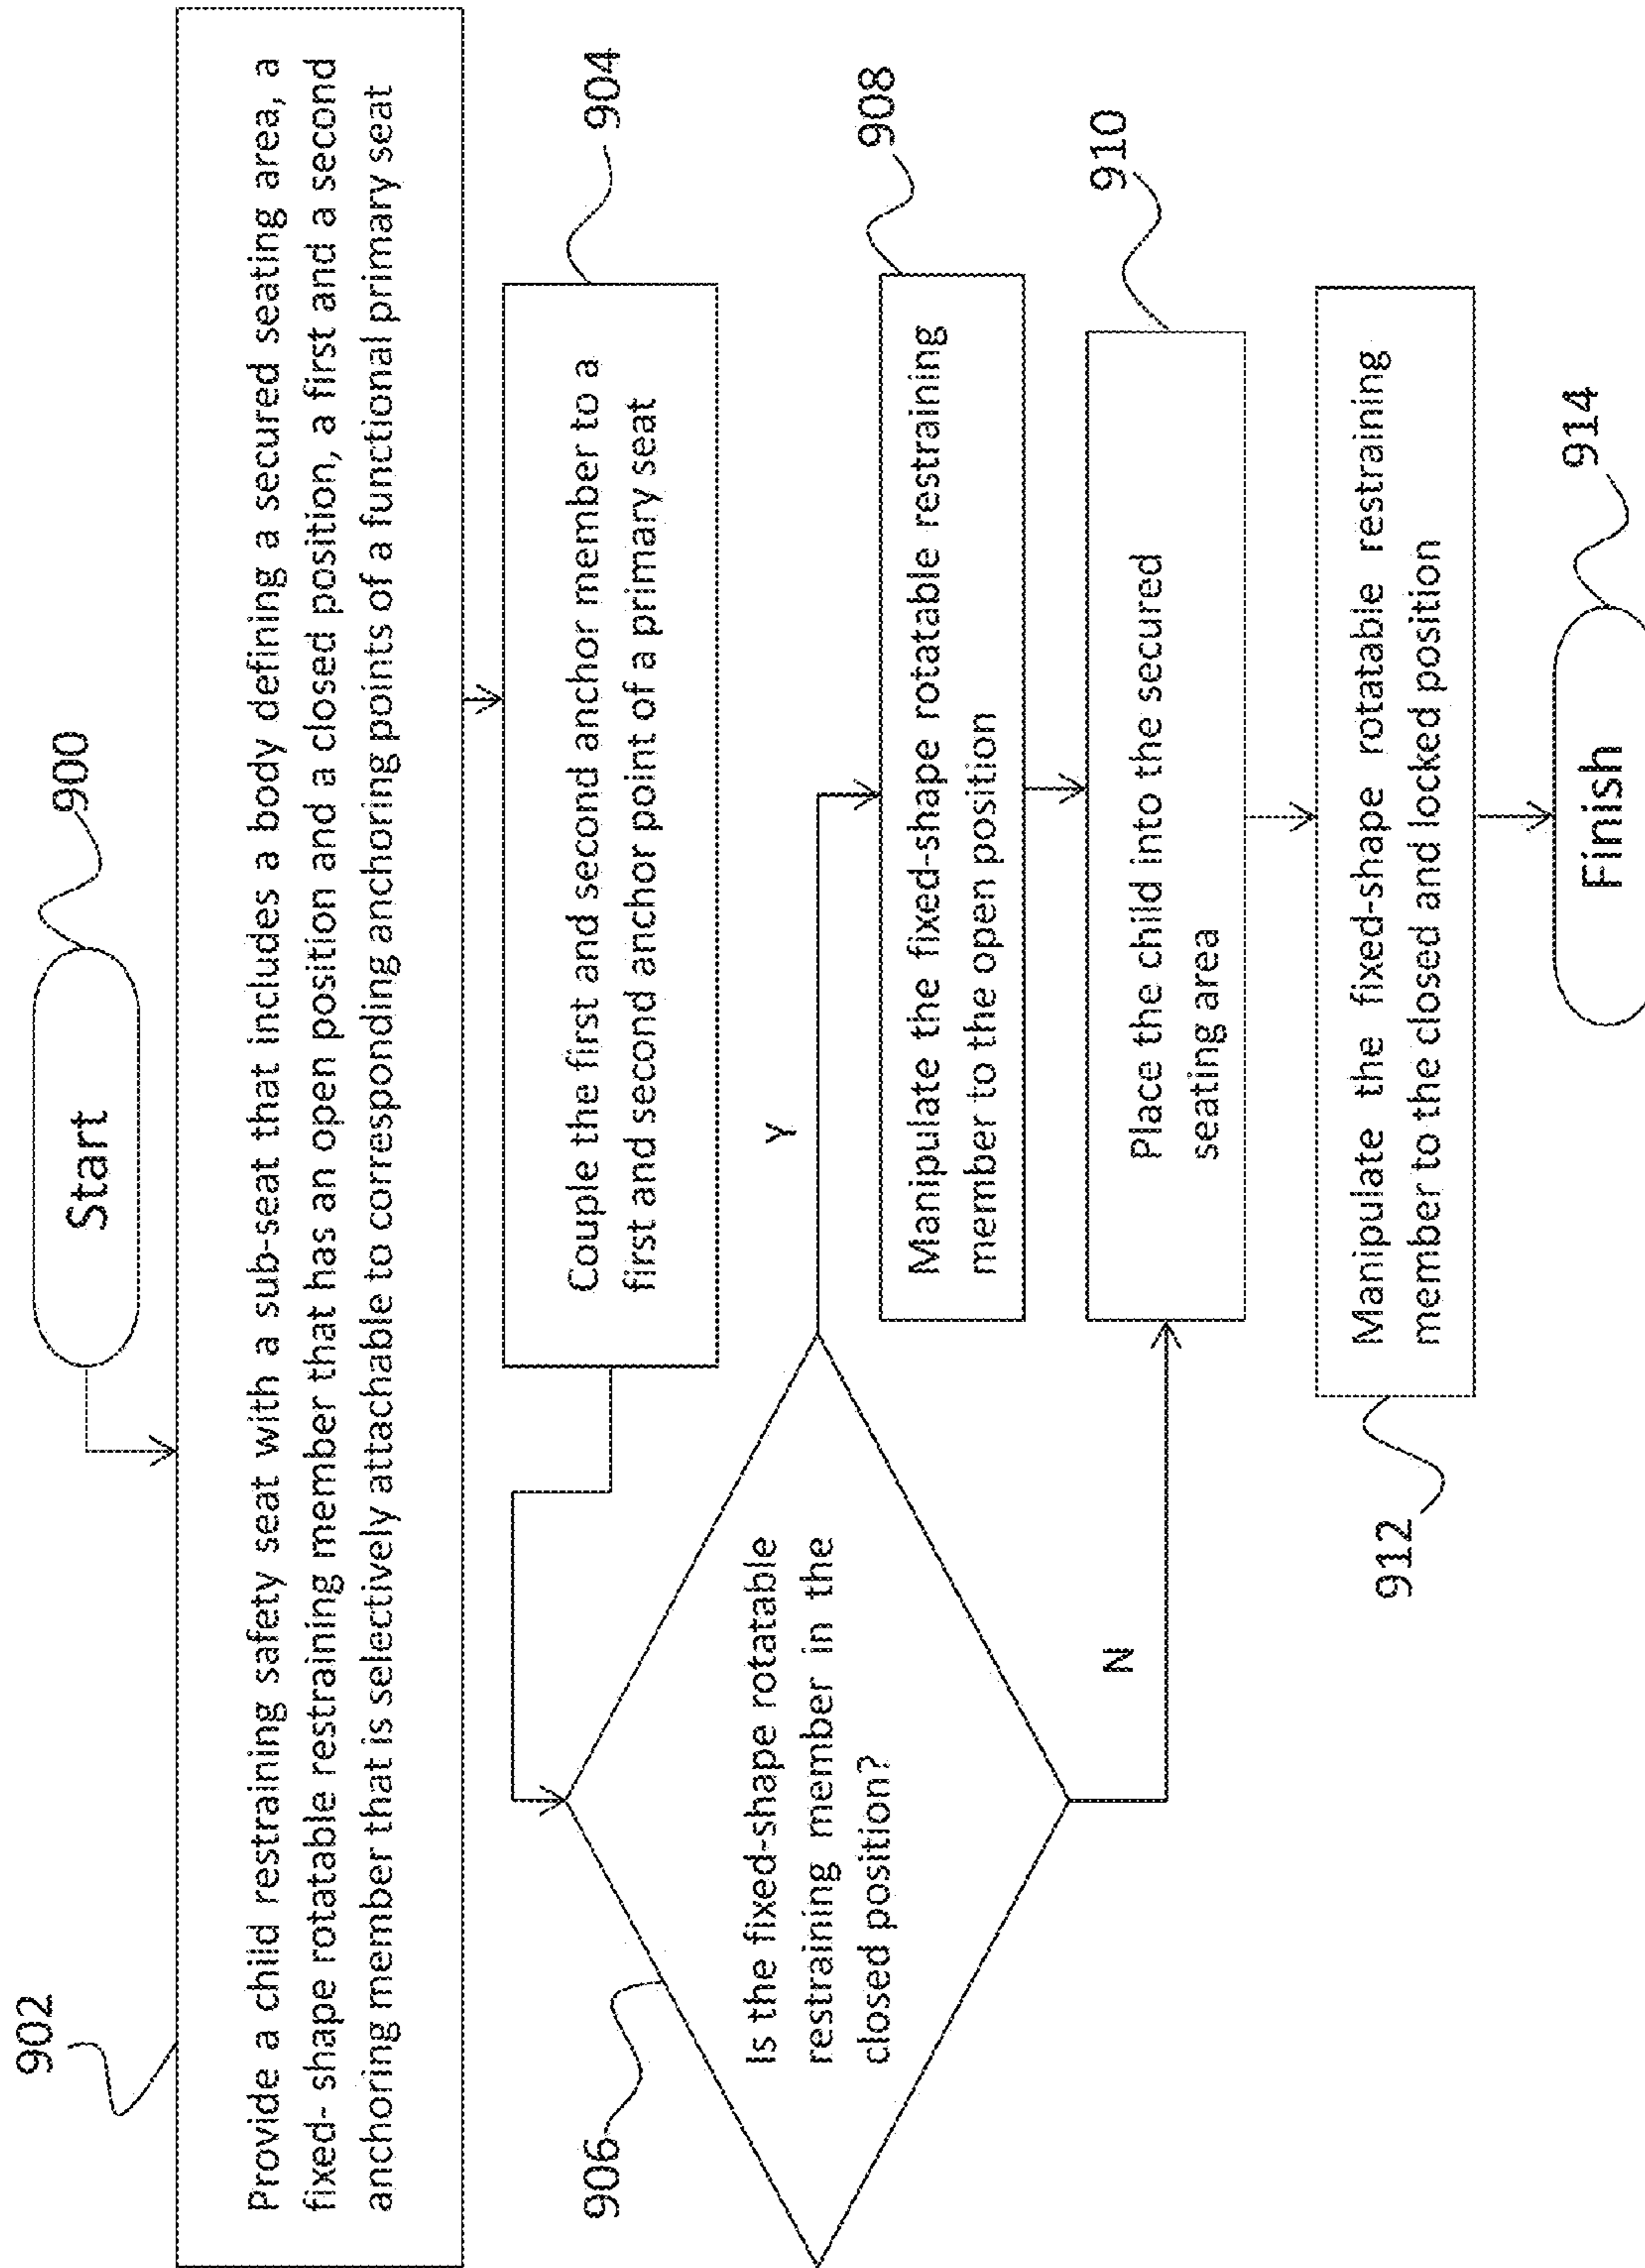 900
Start
902
Provide a child restraining safety seat with a sub-seat that includes a body defining a secured seating area, a
fixed- shape rotatable restraining member that has an open position and a closed position, a first and a second
anchoring member that is selectively attachable to corresponding anchoring points of a functional primary seat
904
Couple the first and second anchor member to a
first and second anchor point of a primary seat
906
Is the fixed-shape rotatable
restraining member in the
closed position?
Y
N
908
Manipulate the fixed-shape rotatable restraining
member to the open position
910
Place the child into the secured
seating area
912
Manipulate the fixed-shape rotatable restraining
member to the closed and locked position
914
Finish